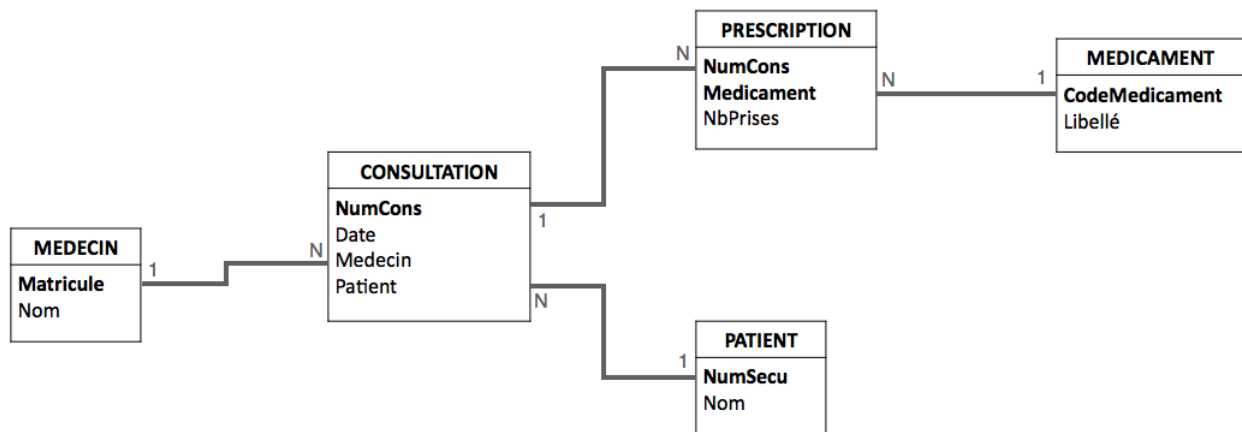 PRESCRIPTION
NumCons
Medicament
NbPrises
MEDICAMENT
CodeMedicament
Libellé
CONSULTATION
NumCons
Date
Medecin
Patient
MEDECIN
Matricule
Nom
PATIENT
NumSecu
Nom
1
N
1
N
N
1
N
1